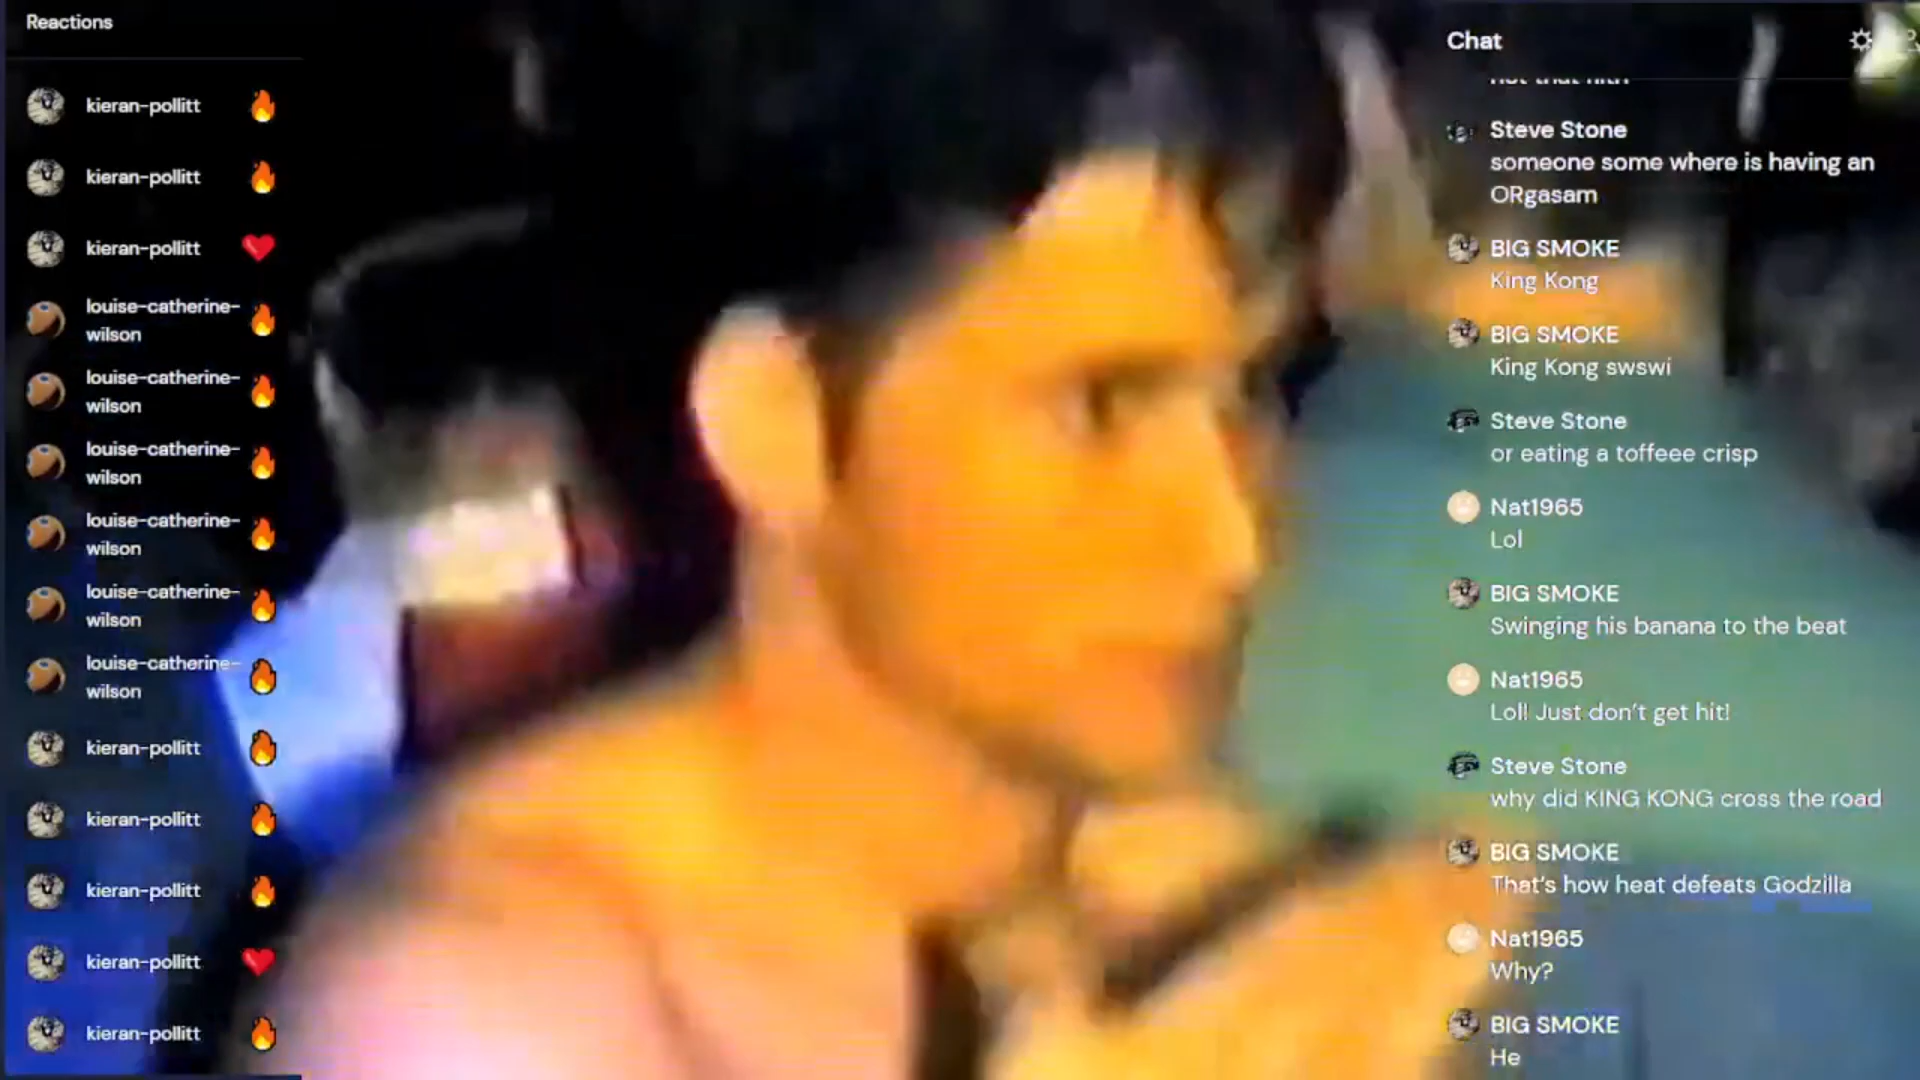 Reactions
kieran-pollitt
kieran-pollitt
kieran-pollitt
louise-catherine-
wilson
louise-catherine-
wilson
louise-catherine-
wilson
louise-catherine-
wilson
louise-catherine-
wilson
louise-catherine-
wilson
kieran-pollitt
kieran-pollitt
kieran-pollitt
kieran-pollitt
kieran-pollitt
Chat
not that filth
Steve Stone
someone some where is having an
ORgasam
BIG SMOKE
King Kong
BIG SMOKE
King Kong swswi
Steve Stone
or eating a toffeee crisp
Nat1965
Lol
BIG SMOKE
Swinging his banana to the beat
Nat1965
Lol! Just don't get hit!
Steve Stone
why did KING KONG cross the road
BIG SMOKE
That's how heat defeats Godzilla
Nat1965
Why?
BIG SMOKE
He